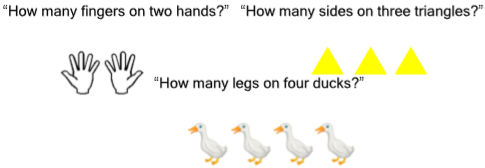 “How many fingers on two hands?” “How many sides on three triangles?”
“How many legs on four ducks?”